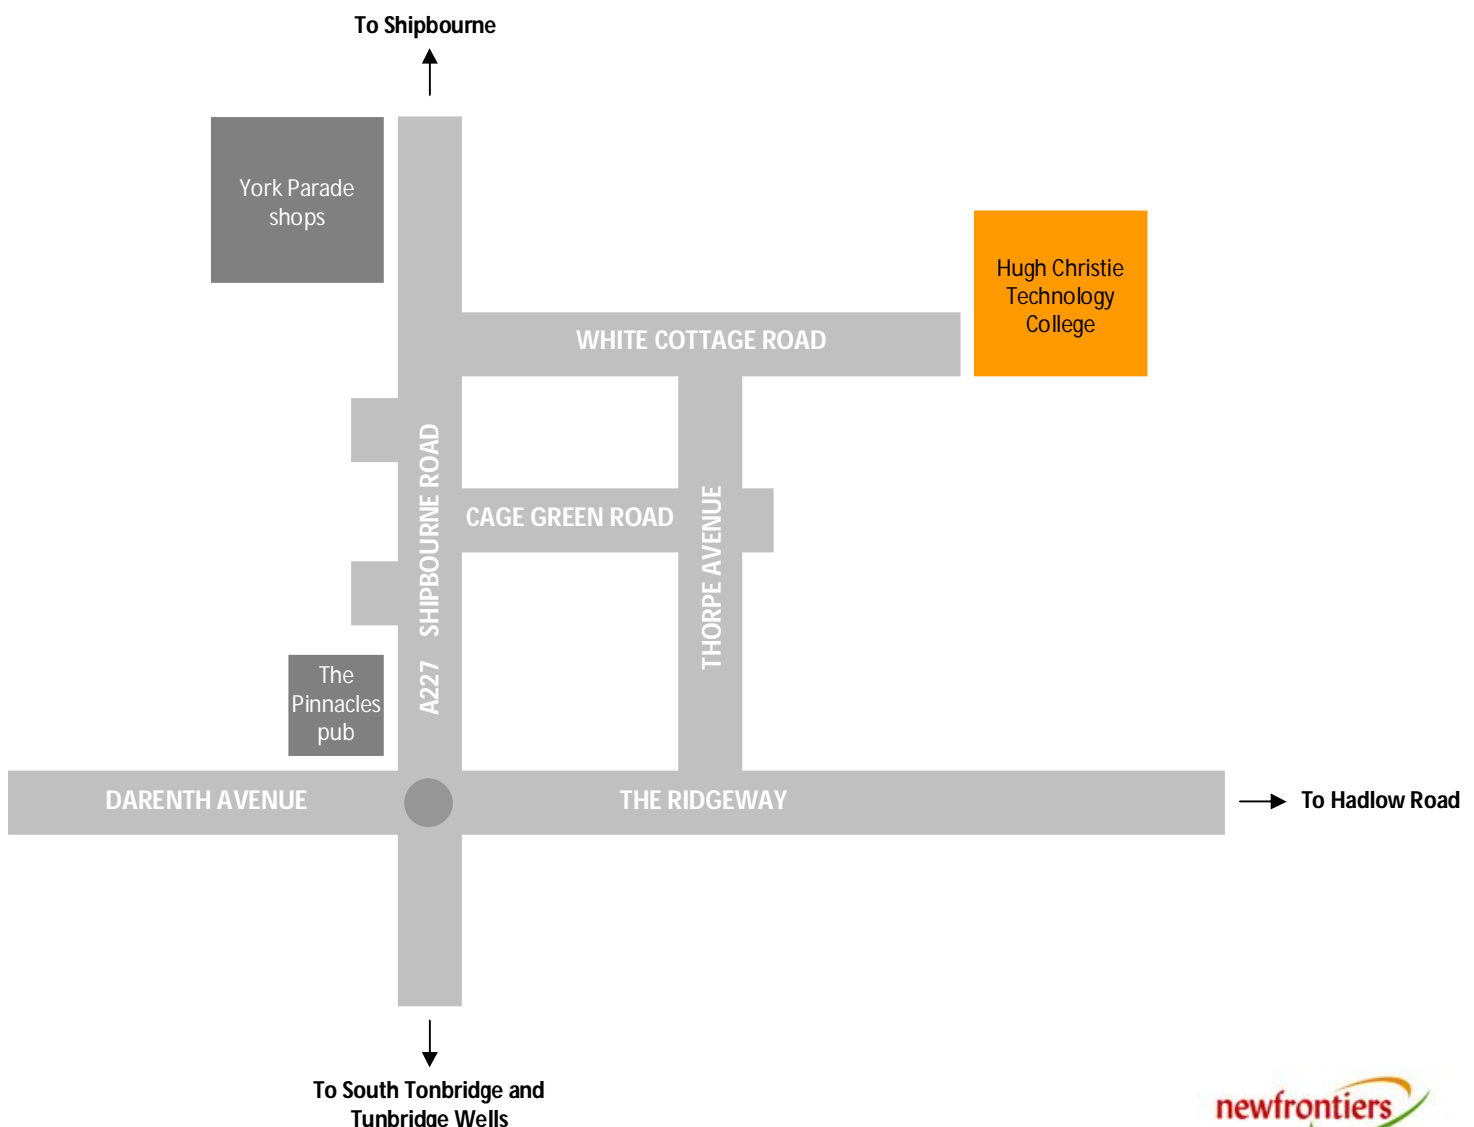 To Shipbourne
York Parade
shops
Hugh Christie
Technology
College
WHITE COTTAGE ROAD
A227 SHIPBOURNE ROAD
CAGE GREEN ROAD
THORPE AVENUE
The
Pinnacles
pub
DARENTH AVENUE
THE RIDGEWAY
To Hadlow Road
To South Tonbridge and
Tunbridge Wells
newfrontiers